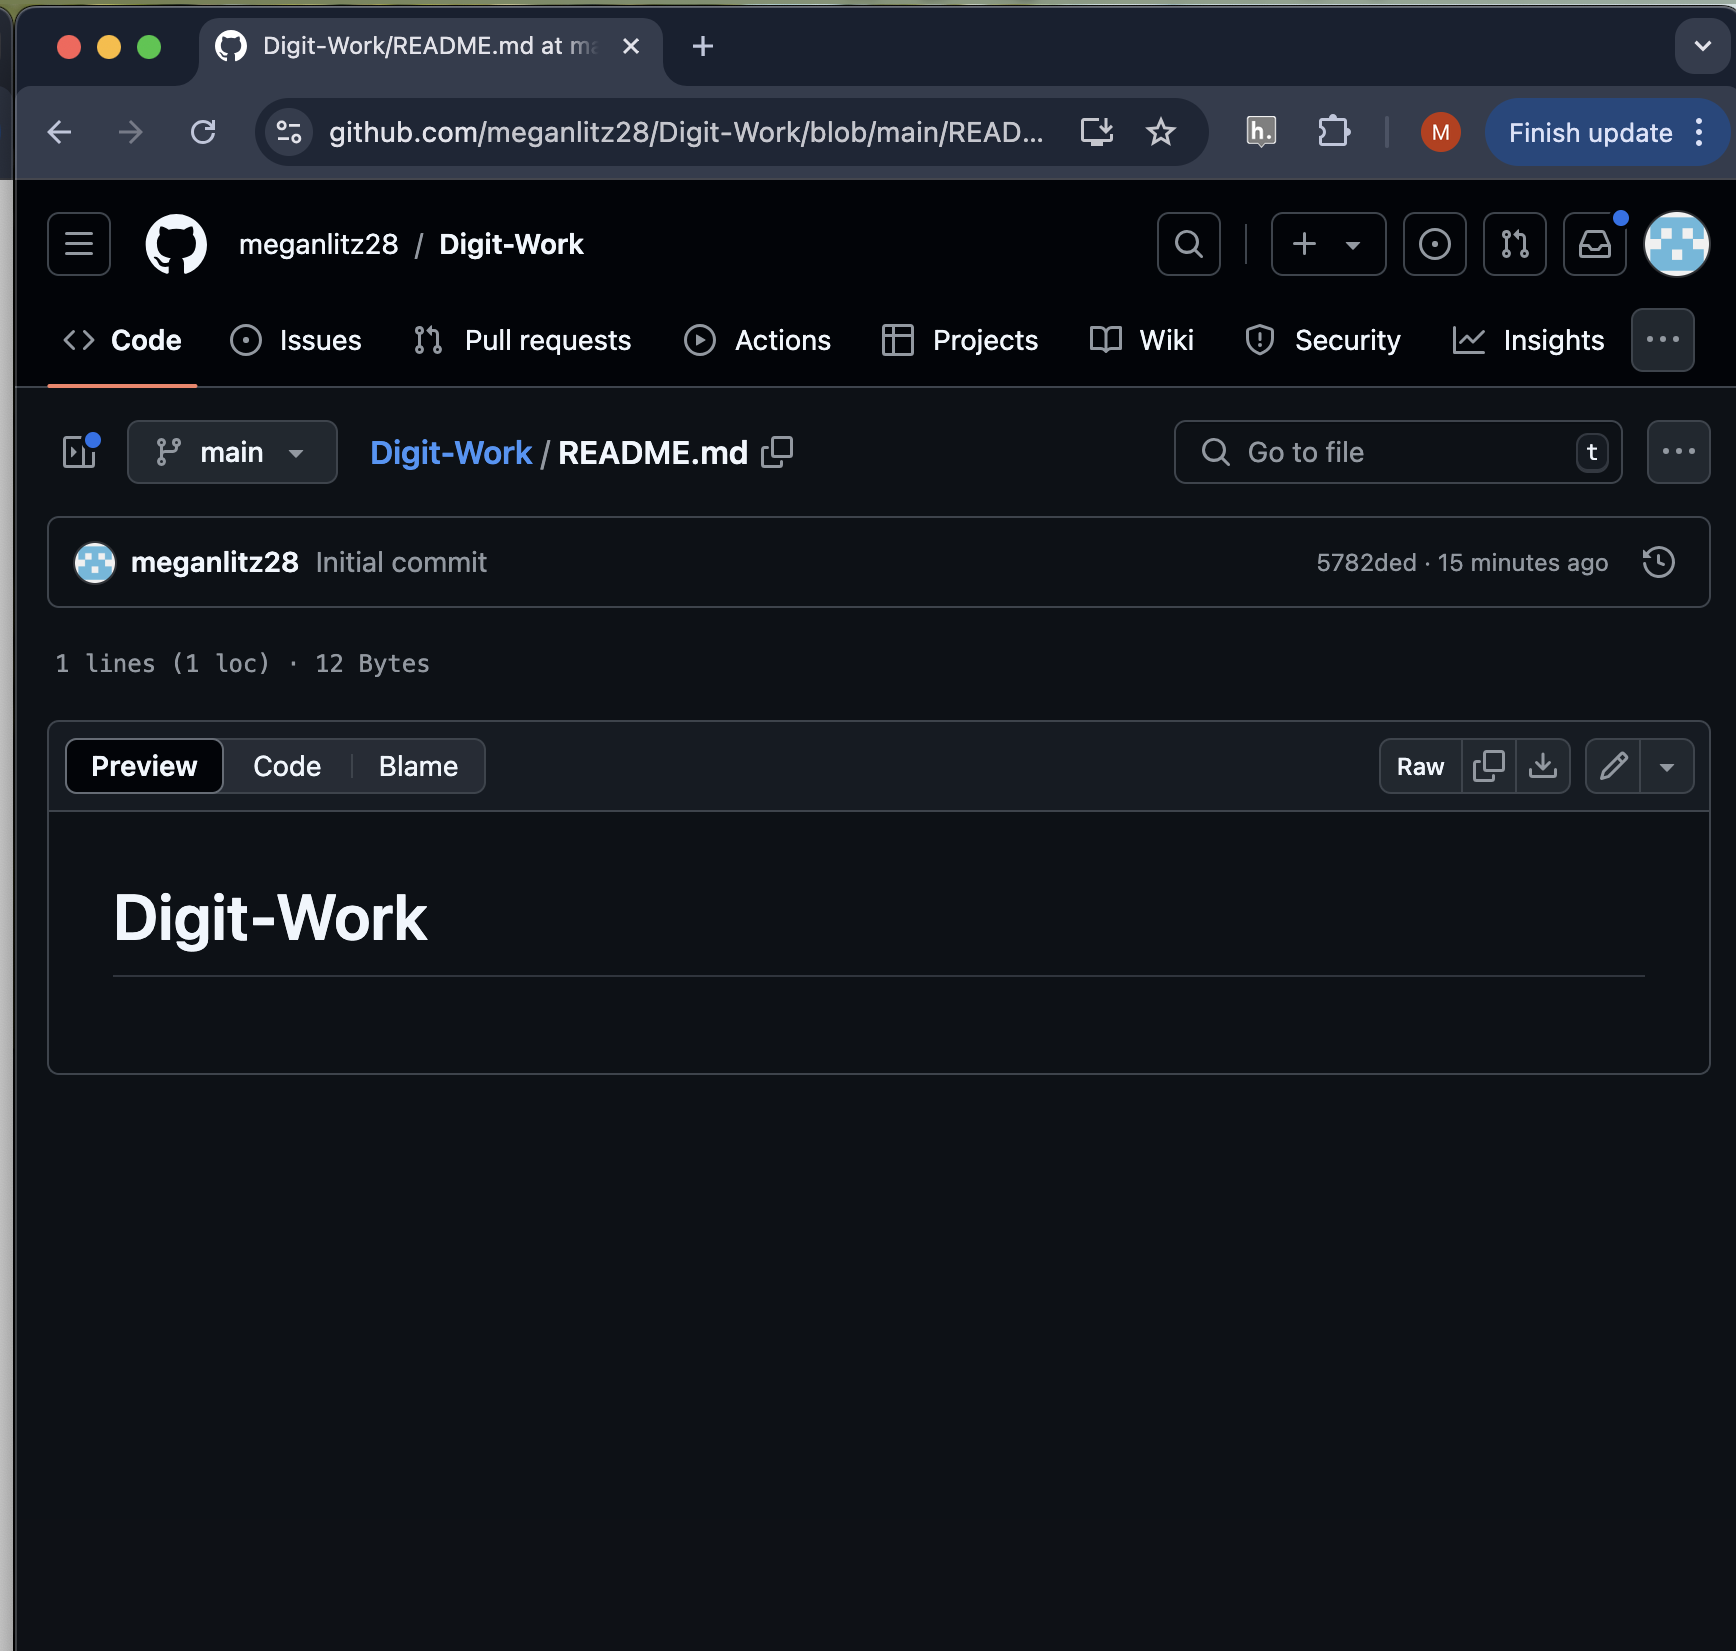 Digit-Work/README.md at ma
github.com/meganlitz28/Digit-Work/blob/main/READ...
h.
M
Finish update
meganlitz28 / Digit-Work
Code
Issues
Pull requests
Actions
Projects
Wiki
Security
Insights
main
Digit-Work / README.md
Go to file
t
meganlitz28 Initial commit
5782ded · 15 minutes ago
1 lines (1 loc) · 12 Bytes
Preview
Code
Blame
Raw
Digit-Work